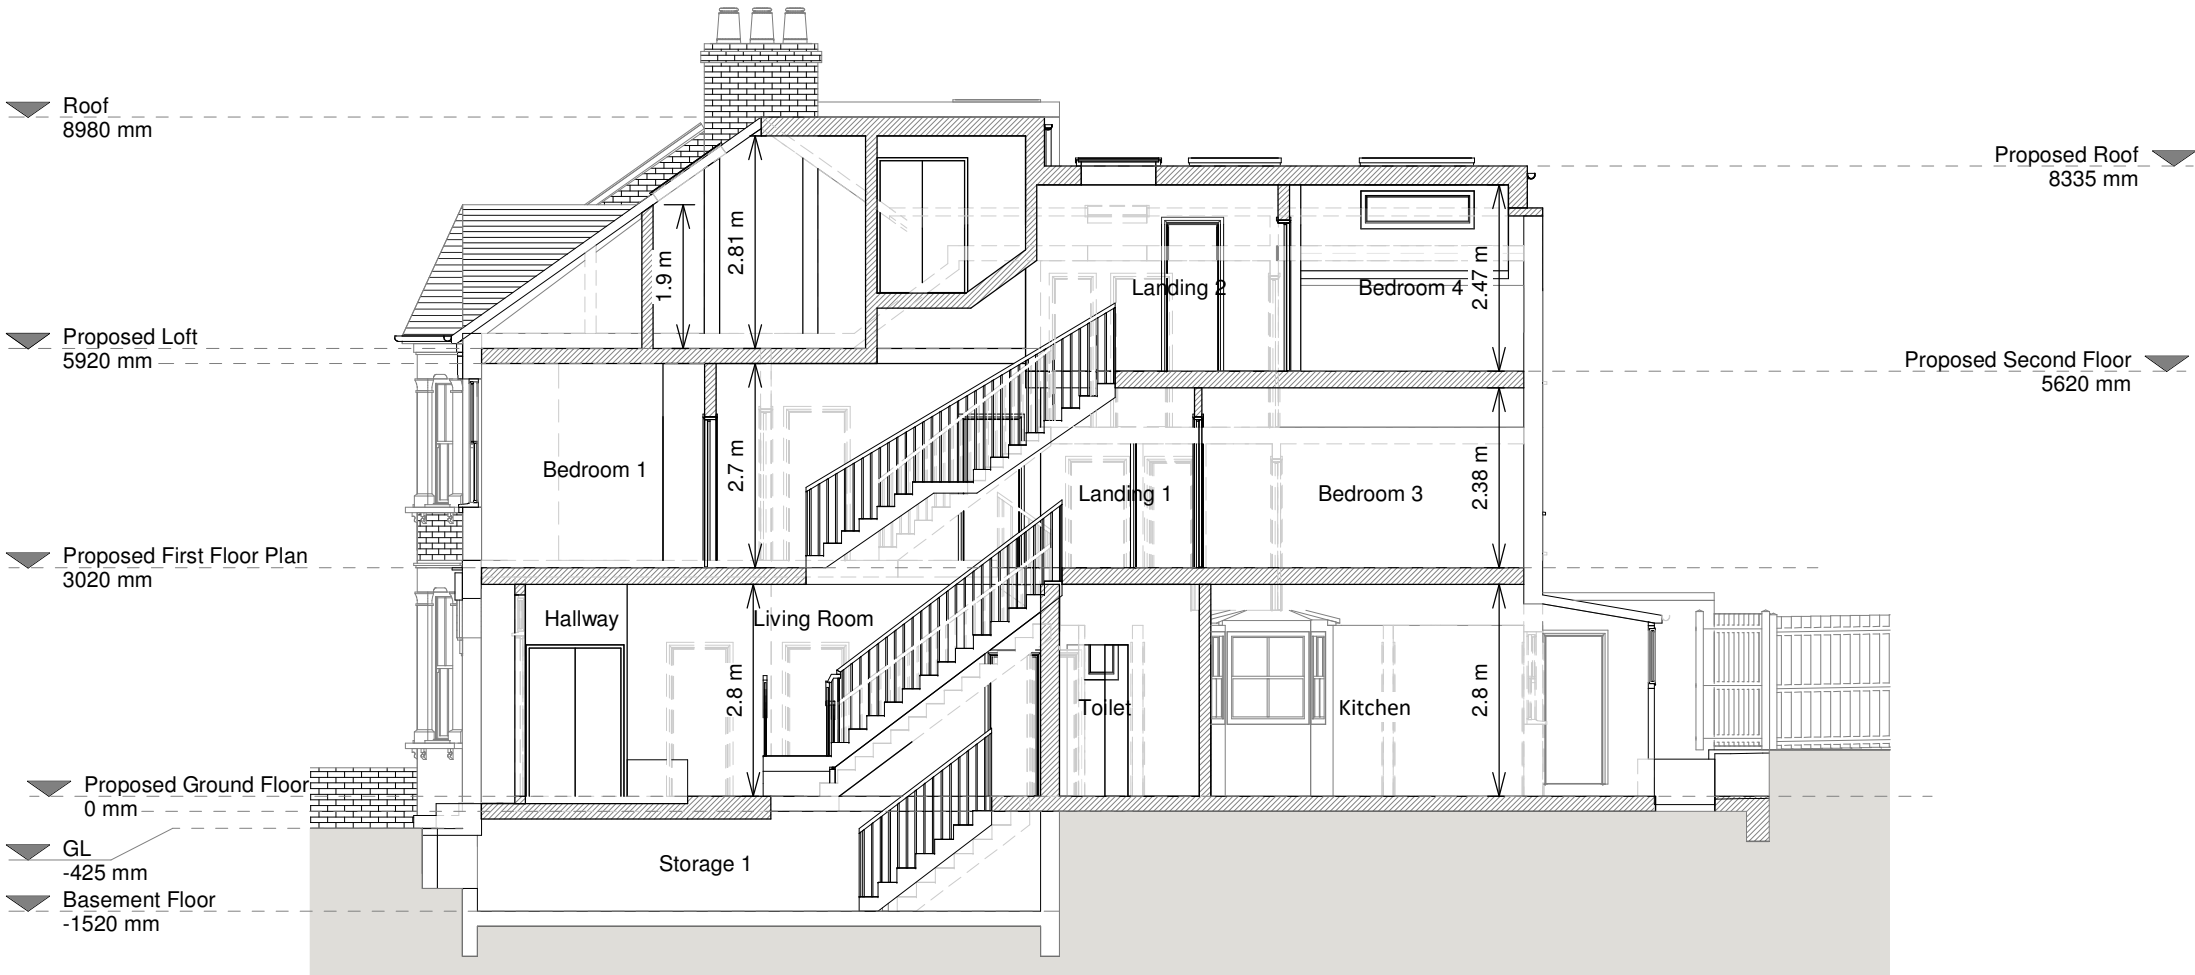 Roof
8980 mm
Proposed Roof
8335 mm
1.9 m
2.81 m
Landing 2
Bedroom 4
2.47 m
Proposed Loft
5920 mm
Proposed Second Floor
5620 mm
Bedroom 1
2.7 m
Landing 1
Bedroom 3
2.38 m
Proposed First Floor Plan
3020 mm
Hallway
Living Room
2.8 m
Toilet
Kitchen
2.8 m
Proposed Ground Floor
0 mm
GL
-425 mm
Storage 1
Basement Floor
-1520 mm